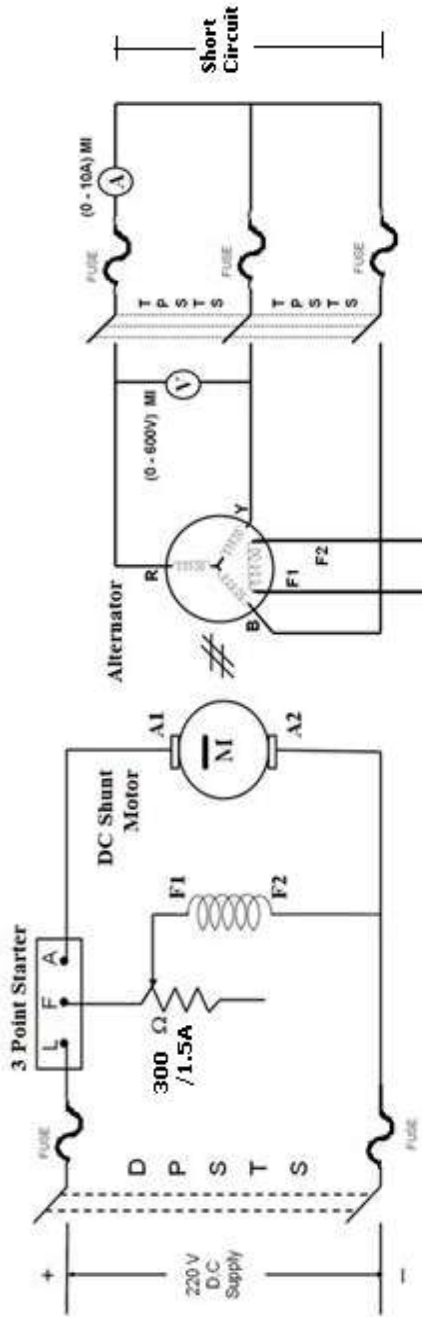 +
220 V
D.C
Supply
−
D
P
S
T
S
FUSE
FUSE
3 Point Starter
L
F
A
300
Ω
/1.5A
F1
F2
DC Shunt
Motor
A1
M
A2
Alternator
R
Y
B
F1
F2
(0 - 600V) MI
V
T
P
S
T
S
T
P
S
T
S
FUSE
FUSE
FUSE
(0 - 10A) MI
A
Short
Circuit